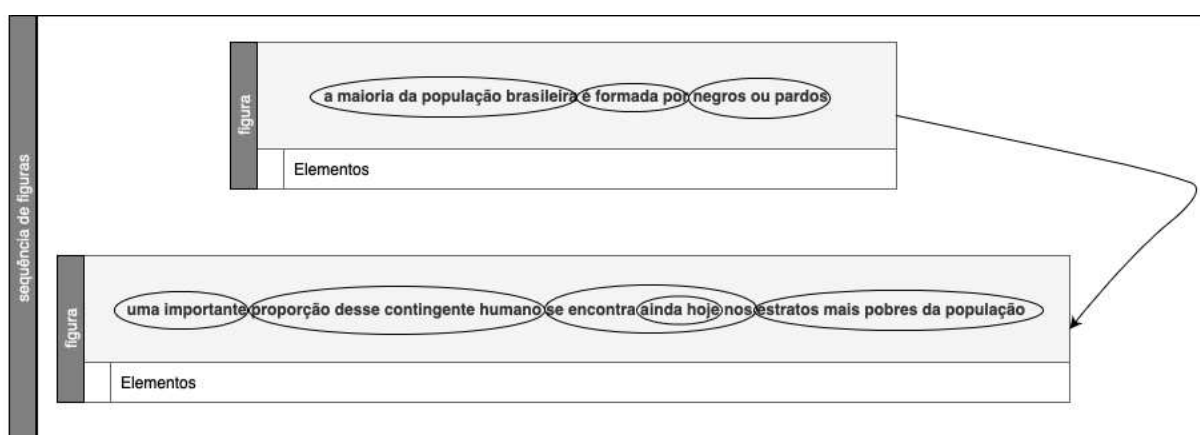 sequência de figuras
figura
a maioria da população brasileira é formada por negros ou pardos
Elementos
figura
uma importante proporção desse contingente humano se encontra ainda hoje nos estratos mais pobres da população
Elementos